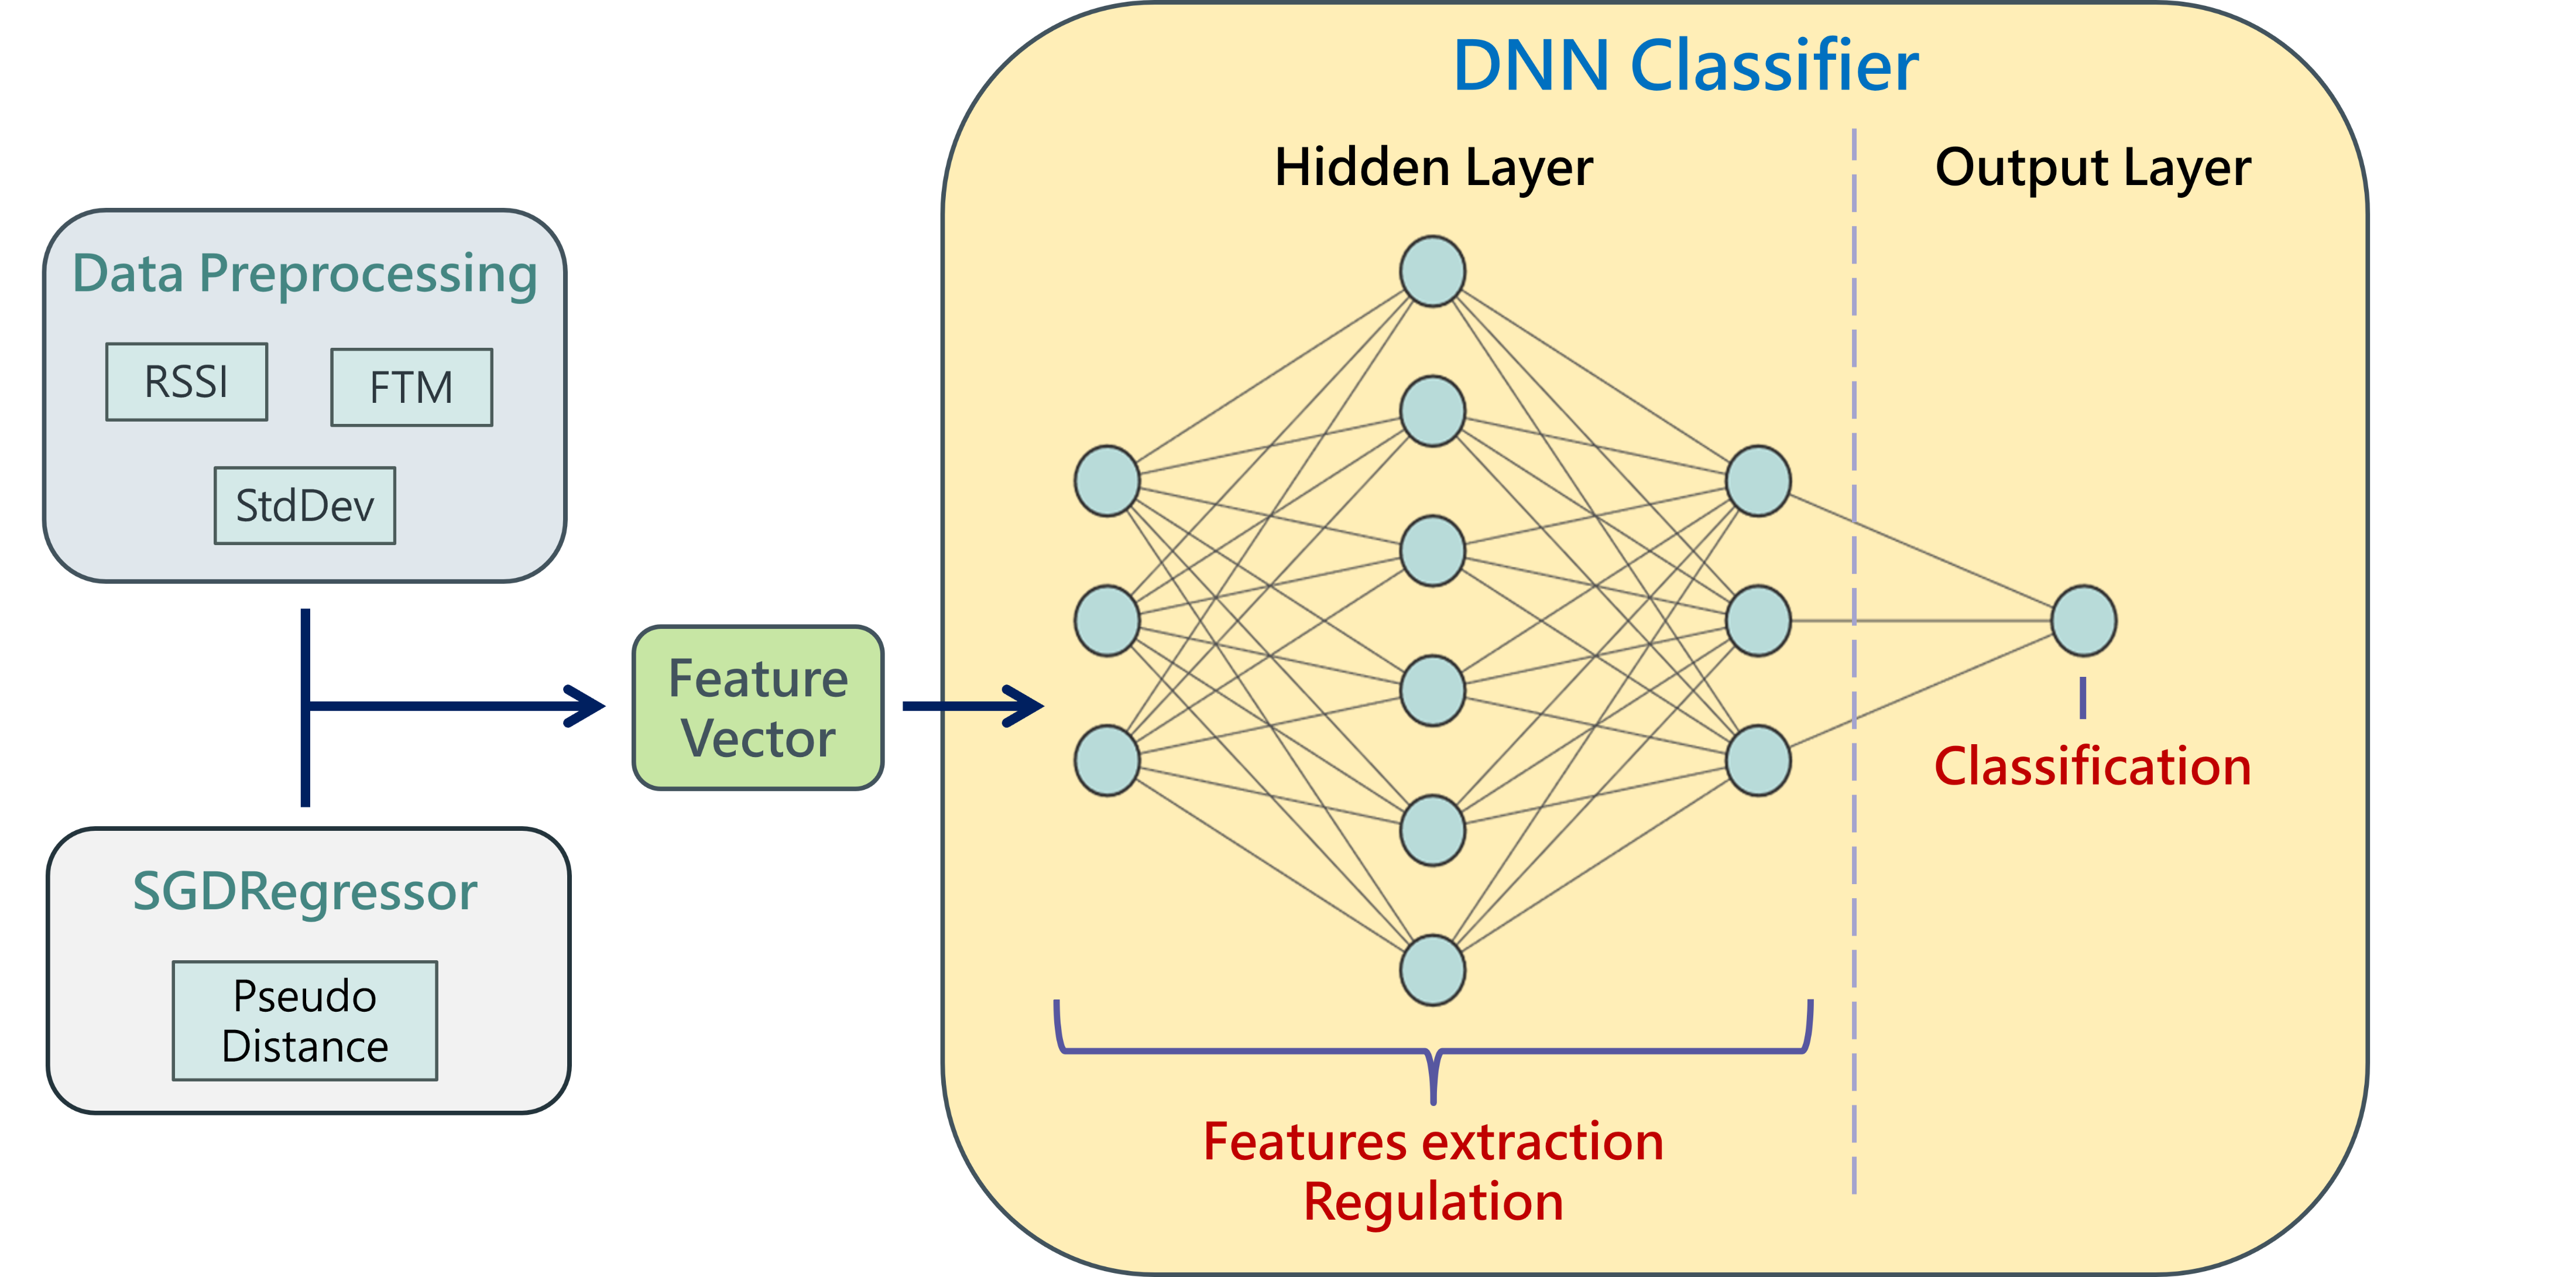 Data Preprocessing
RSSI
FTM
StdDev
SGDRegressor
Pseudo
Distance
Feature
Vector
DNN Classifier
Hidden Layer
Output Layer
Classification
Features extraction
Regulation